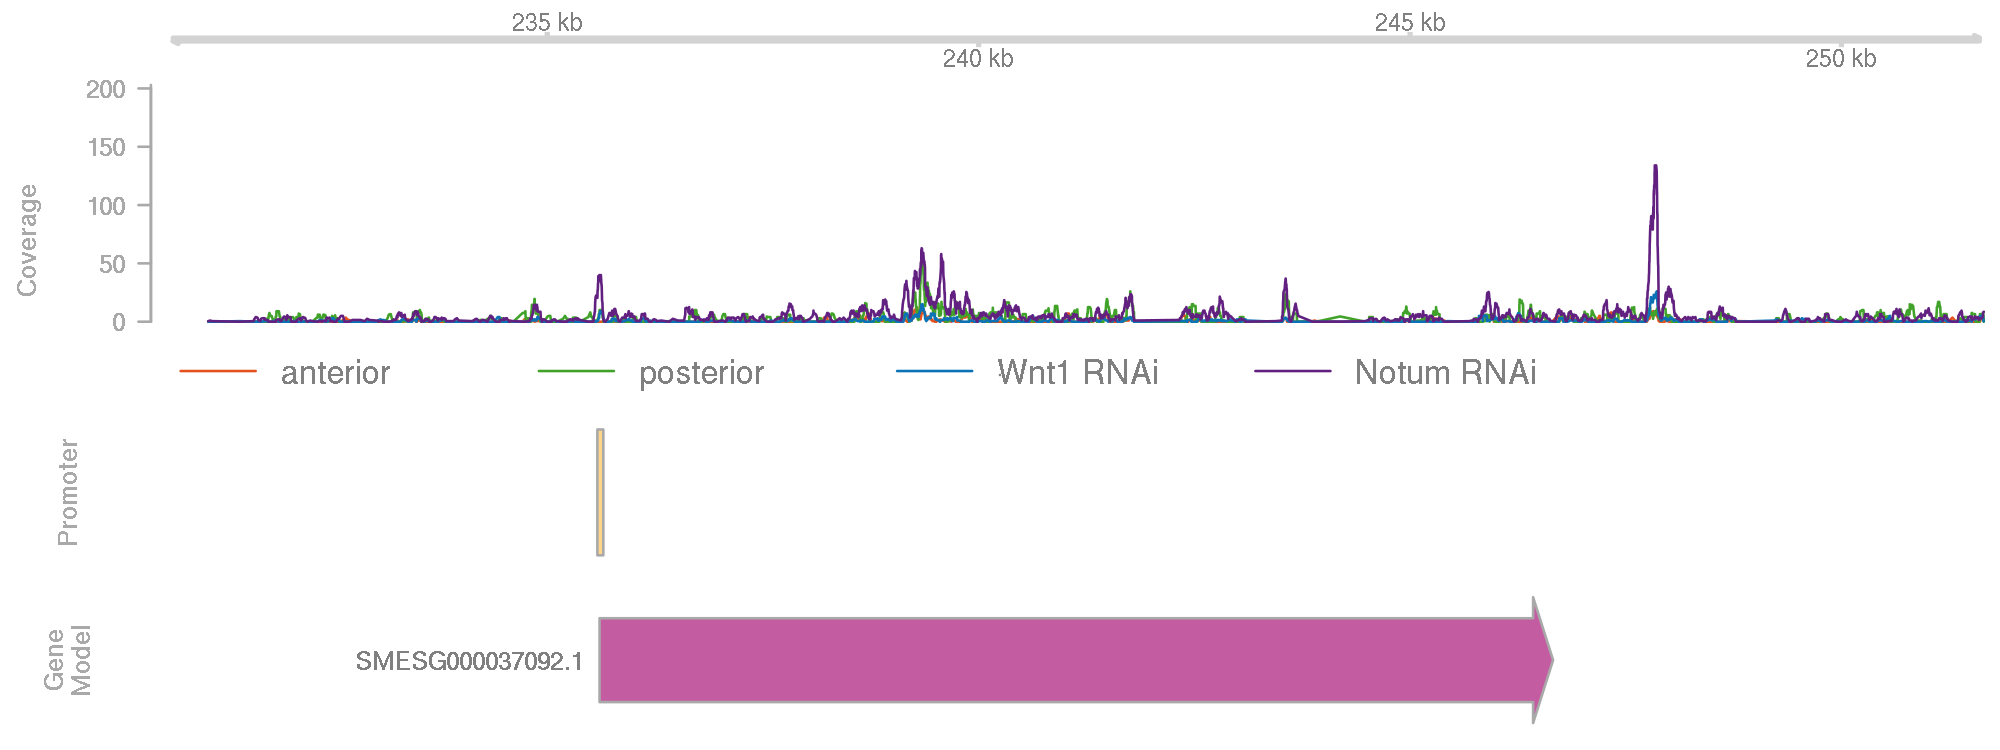 235 kb
245 kb
240 kb
250 kb
200
150
100
50
0
Coverage
anterior
posterior
Wnt1 RNAi
Notum RNAi
Promoter
Gene
Model
SMESG000037092.1